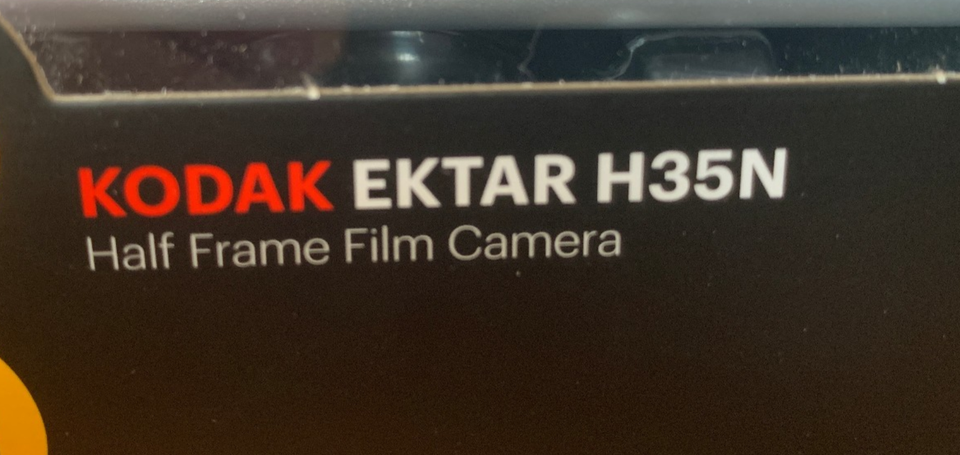 KODAK EKTAR H35N
Half Frame Film Camera